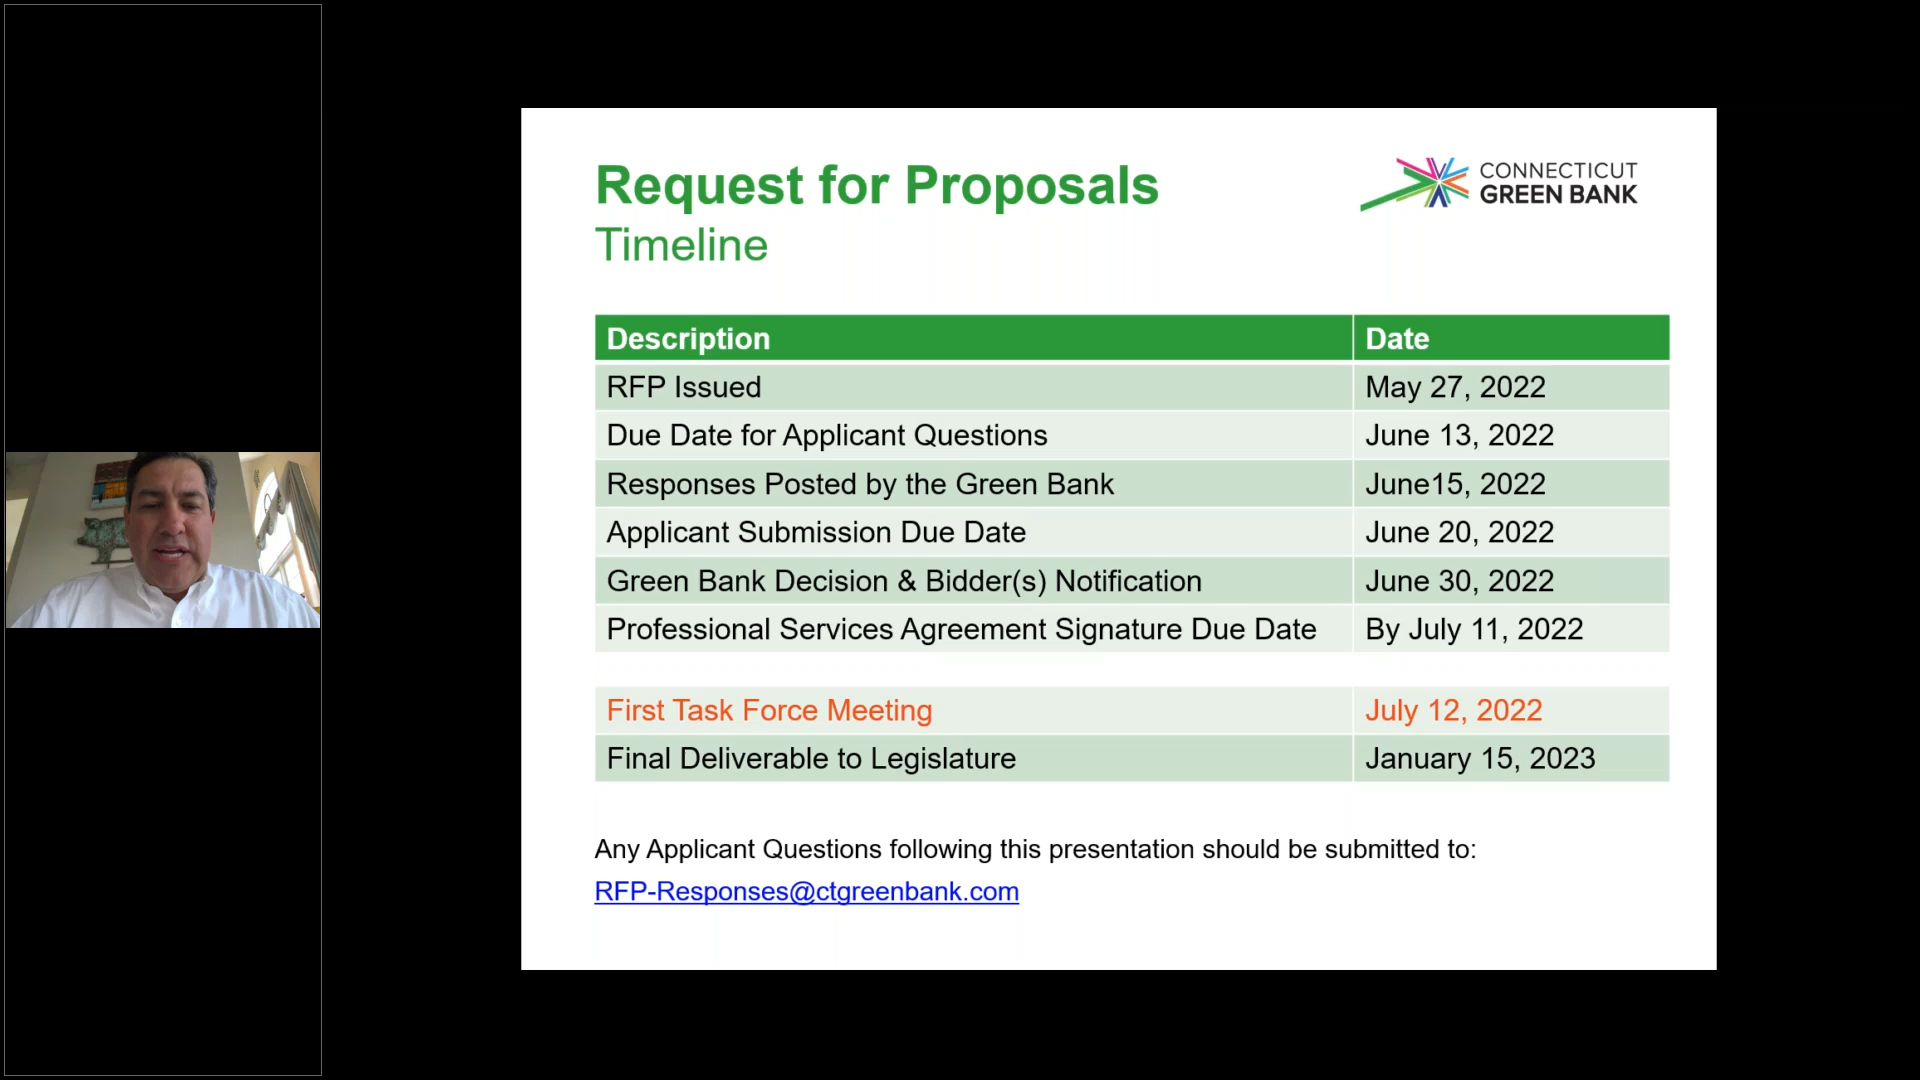 Request for Proposals
Timeline
CONNECTICUT
GREEN BANK
Description Date
RFP Issued May 27, 2022
Due Date for Applicant Questions June 13, 2022
Responses Posted by the Green Bank June15, 2022
Applicant Submission Due Date June 20, 2022
Green Bank Decision & Bidder(s) Notification June 30, 2022
Professional Services Agreement Signature Due Date By July 11, 2022
First Task Force Meeting July 12, 2022
Final Deliverable to Legislature January 15, 2023
Any Applicant Questions following this presentation should be submitted to:
RFP-Responses@ctgreenbank.com